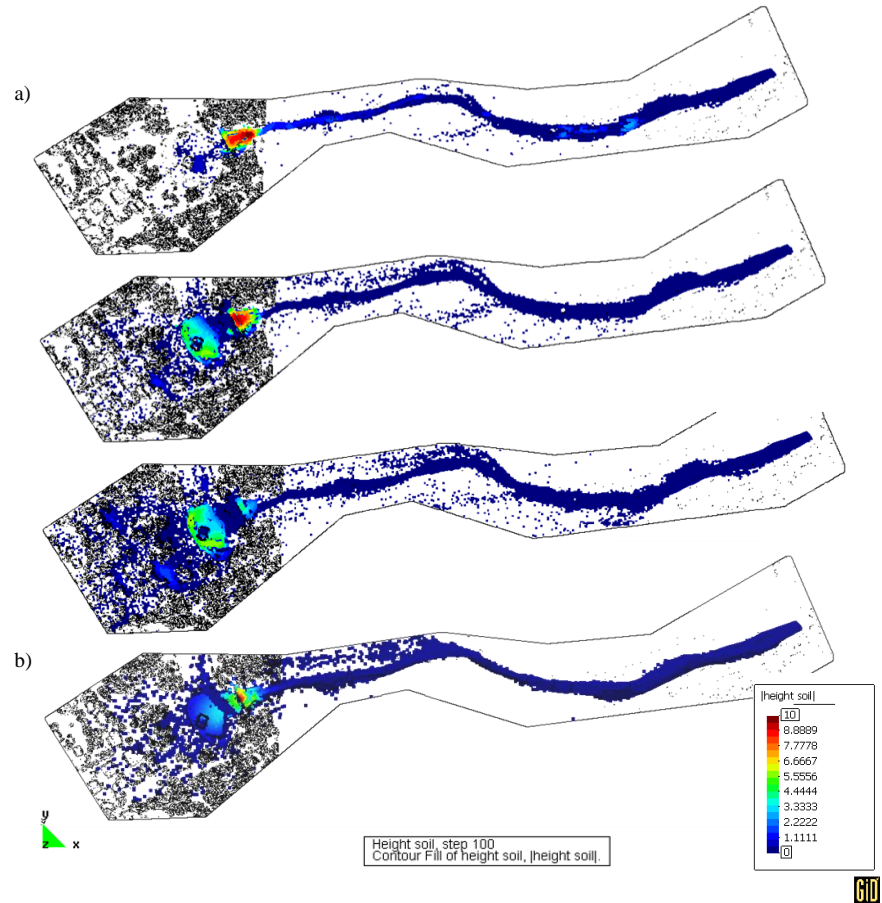 a)
b)
|height soil|
10
8.8889
7.7778
6.6667
5.5556
4.4444
3.3333
2.2222
1.1111
0
y
z x
Height soil, step 100
Contour Fill of height soil, |height soil|.
GiD